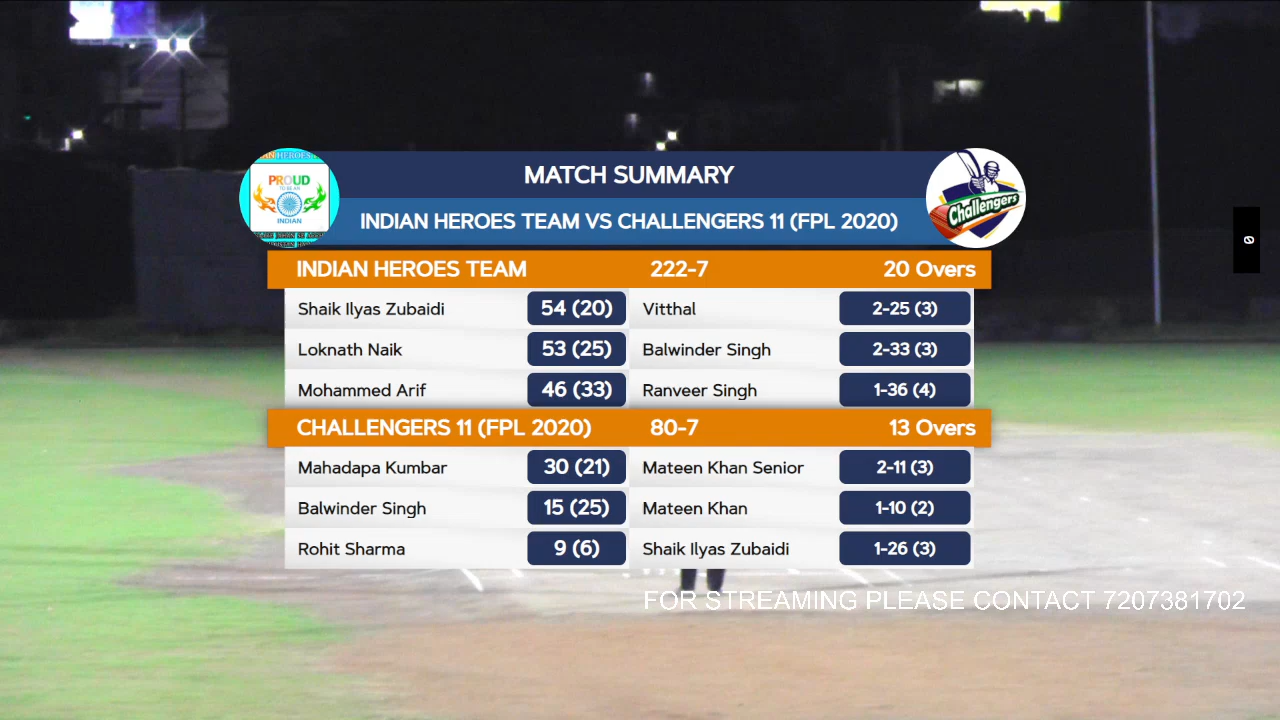 MATCH SUMMARY
INDIAN HEROES TEAM VS CHALLENGERS 11 (FPL 2020)
PROUD
TO BE AN
INDIAN
Challengers
INDIAN HEROES TEAM 222-7 20 Overs
Shaik Ilyas Zubaidi 54 (20) Vitthal 2-25 (3)
Loknath Naik 53 (25) Balwinder Singh 2-33 (3)
Mohammed Arif 46 (33) Ranveer Singh 1-36 (4)
CHALLENGERS 11 (FPL 2020) 80-7 13 Overs
Mahadapa Kumbar 30 (21) Mateen Khan Senior 2-11 (3)
Balwinder Singh 15 (25) Mateen Khan 1-10 (2)
Rohit Sharma 9 (6) Shaik Ilyas Zubaidi 1-26 (3)
FOR STREAMING PLEASE CONTACT 7207381702
0